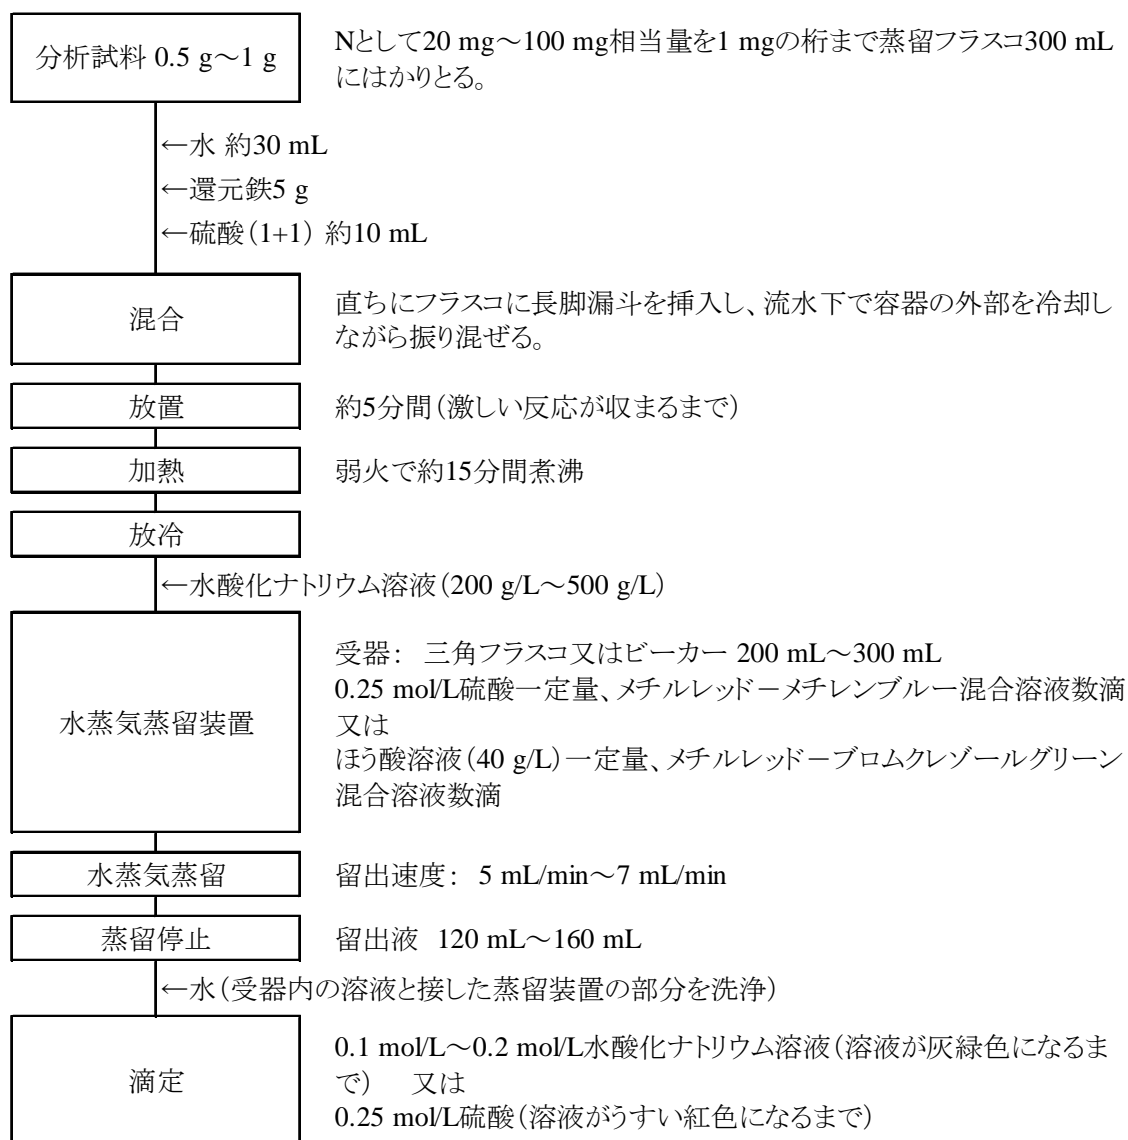 分析試料 0.5 g～1 g
Nとして20 mg～100 mg相当量を1 mgの桁まで蒸留フラスコ300 mL
にはかりとる。
←水 約30 mL
←還元鉄5 g
←硫酸（1+1） 約10 mL
混合
直ちにフラスコに長脚漏斗を挿入し、流水下で容器の外部を冷却し
ながら振り混ぜる。
放置
約5分間（激しい反応が収まるまで）
加熱
弱火で約15分間煮沸
放冷
←水酸化ナトリウム溶液（200 g/L～500 g/L）
水蒸気蒸留装置
受器： 三角フラスコ又はビーカー 200 mL～300 mL
0.25 mol/L硫酸一定量、メチルレッド－メチレンブルー混合溶液数滴
又は
ほう酸溶液（40 g/L）一定量、メチルレッド－ブロムクレゾールグリーン
混合溶液数滴
水蒸気蒸留
留出速度： 5 mL/min～7 mL/min
蒸留停止
留出液 120 mL～160 mL
←水（受器内の溶液と接した蒸留装置の部分を洗浄）
滴定
0.1 mol/L～0.2 mol/L水酸化ナトリウム溶液（溶液が灰緑色になるま
で） 又は
0.25 mol/L硫酸（溶液がうすい紅色になるまで）